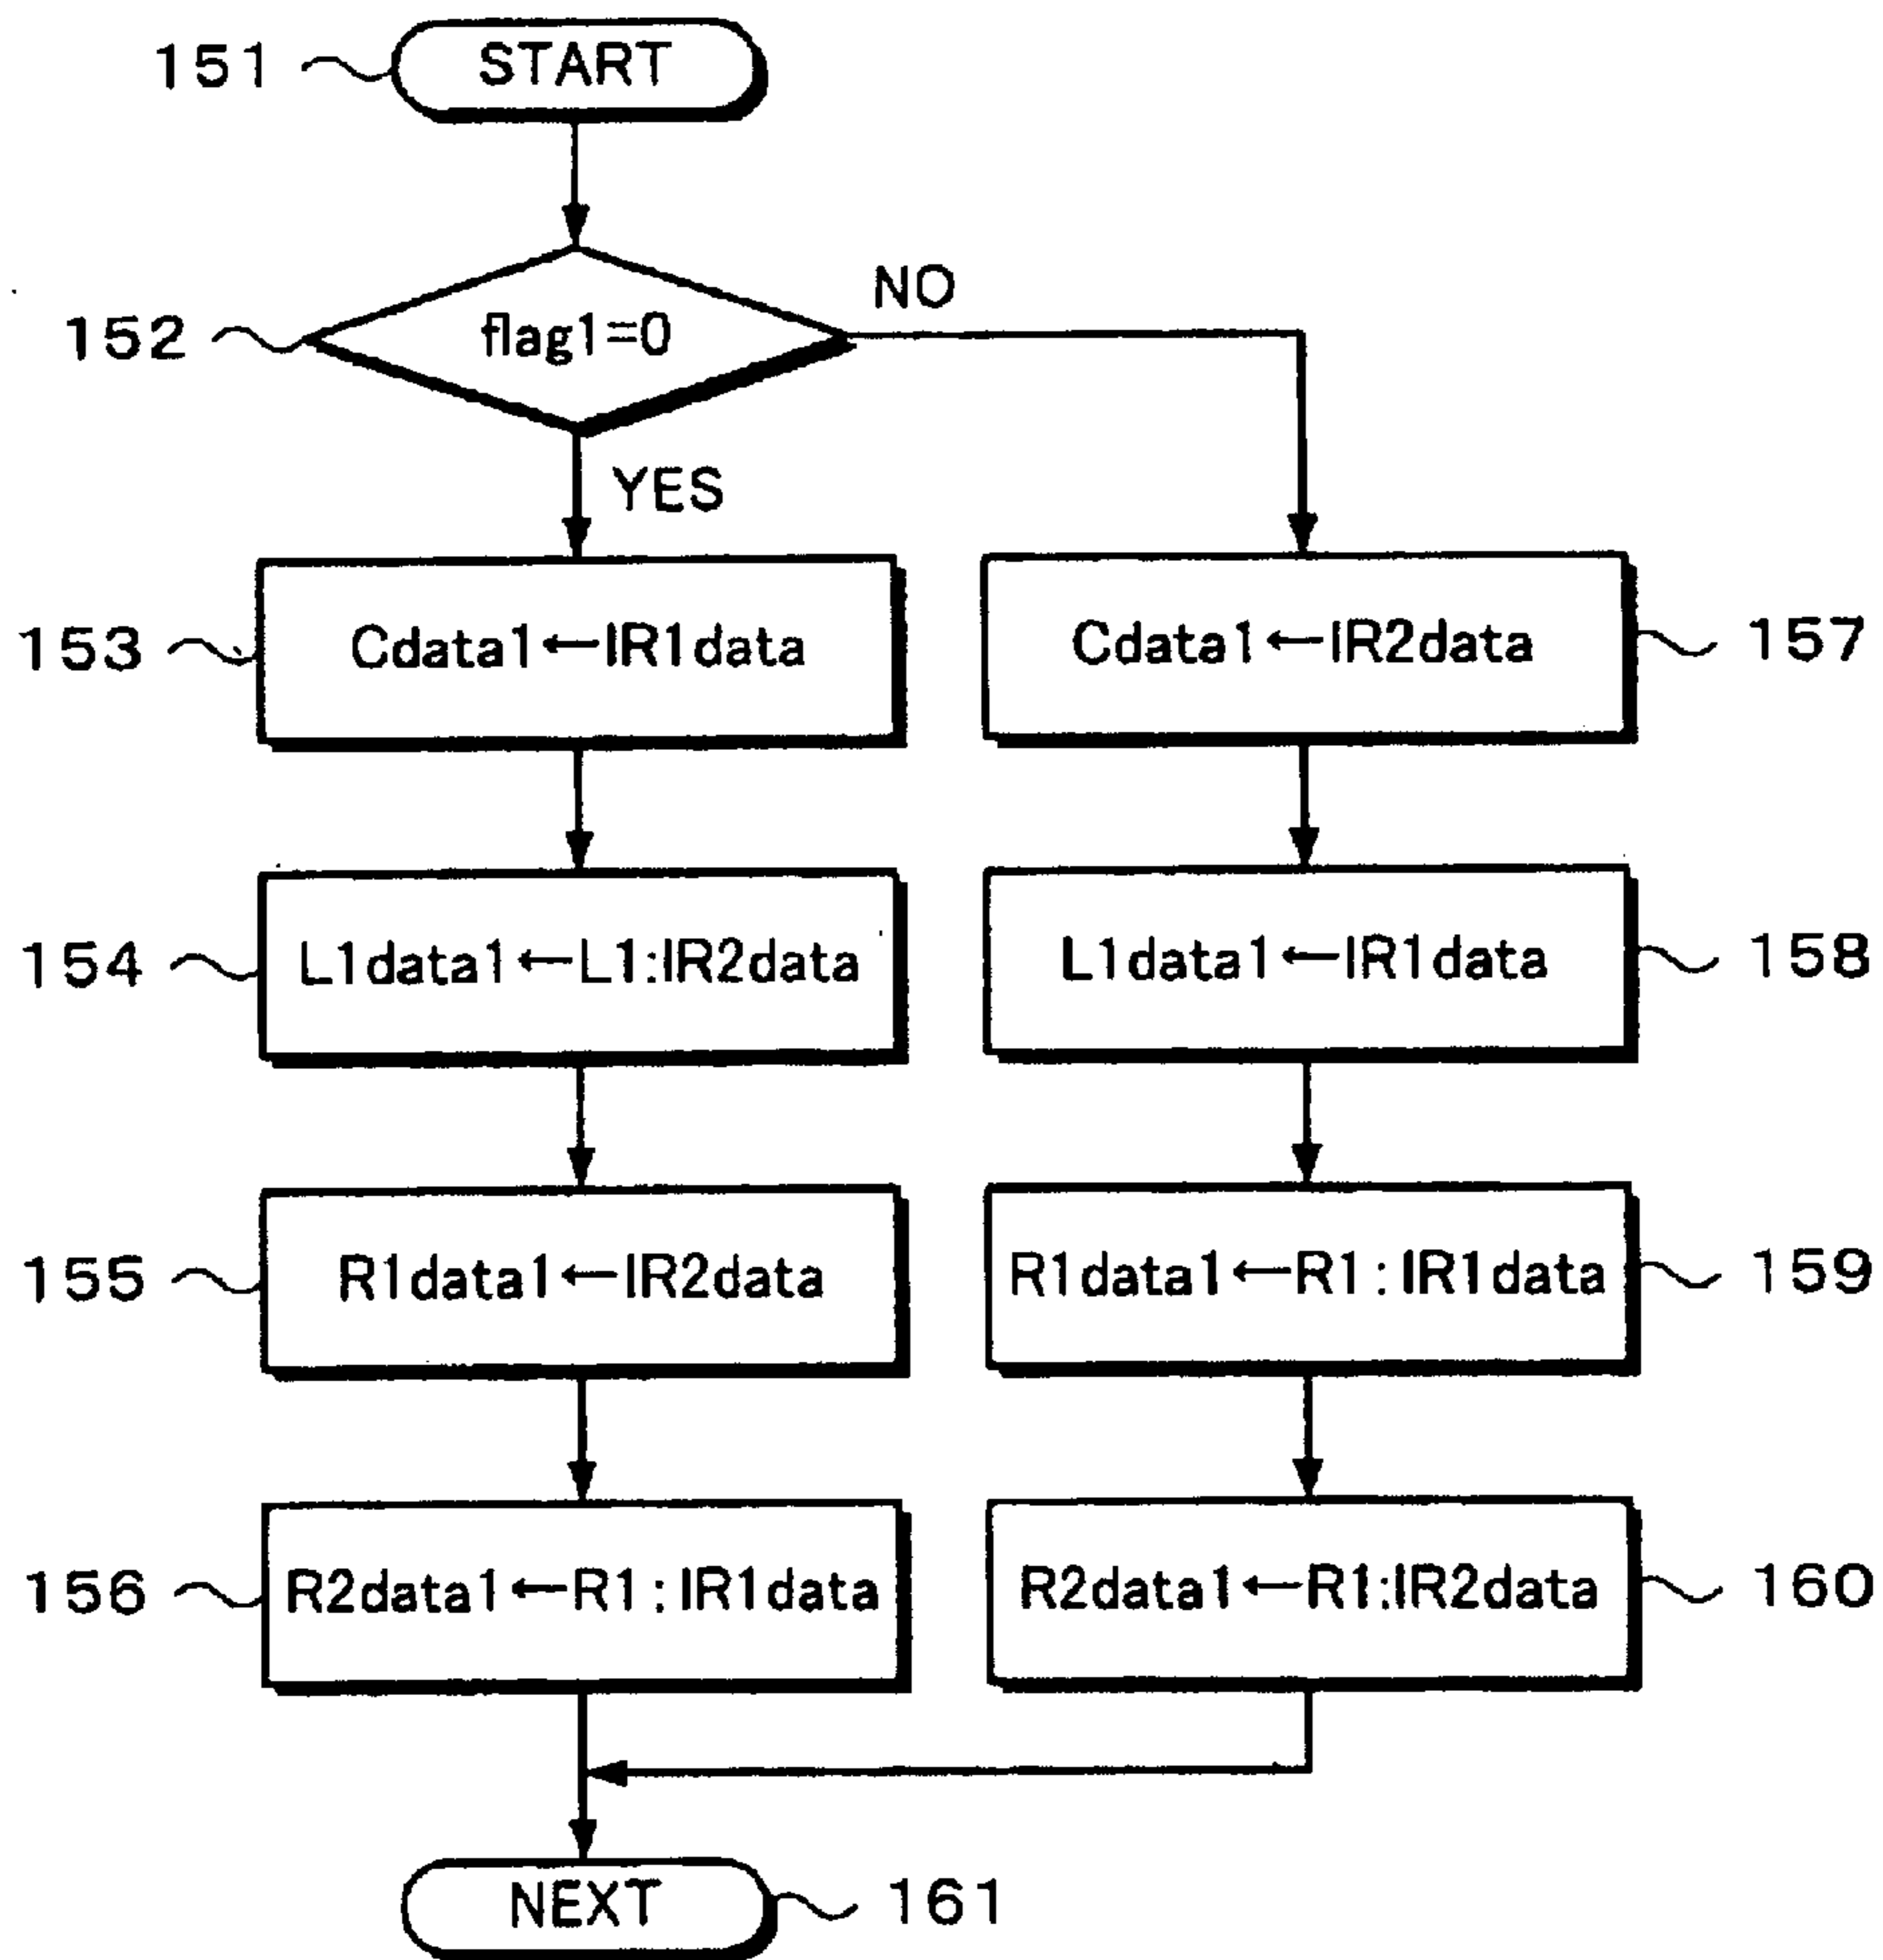 151
START
152
flag1=0
NO
YES
153
Cdata1←IR1data
Cdata1←IR2data
157
154
L1data1←L1:IR2data
L1data1←IR1data
158
155
R1data1←IR2data
R1data1←R1:IR1data
159
156
R2data1←R1:IR1data
R2data1←R1:IR2data
160
NEXT
161